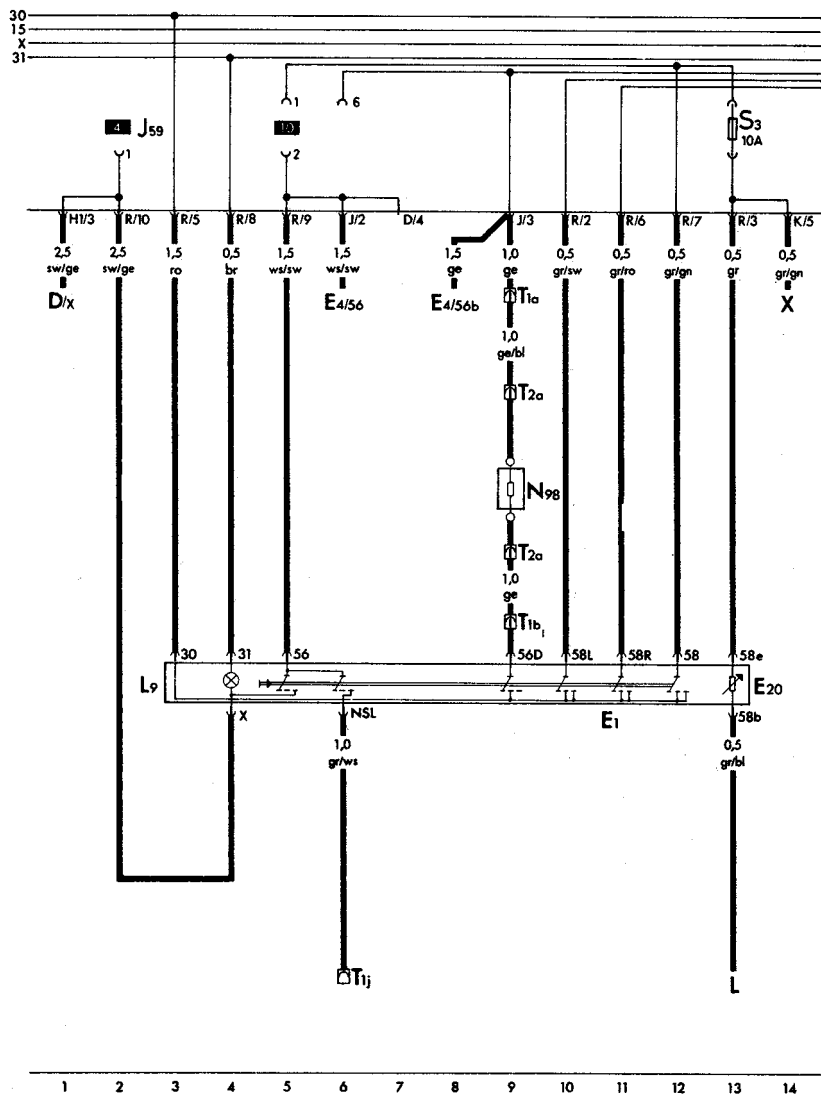 30
15
X
31
1
6
4 J59
10
S3
10A
1
2
H1/3 R/10 R/5 R/8 R/9 J/2 D/4 J/3 R/2 R/6 R/7 R/3 K/5
2,5 2,5 1,5 0,5 1,5 1,5 1,5 1,0 0,5 0,5 0,5 0,5 0,5
sw/ge sw/ge ro br ws/sw ws/sw ge ge gr/sw gr/ro gr/gn gr gr/gn
D/x E4/56 E4/56b T1a X
1,0
ge/bl
T2a
N98
T2a
1,0
ge
T1b
30 31 56 56D 58L 58R 58 58e
L9 E20
X NSL E1 58b
1,0 0,5
gr/ws gr/bl
T1j L
1 2 3 4 5 6 7 8 9 10 11 12 13 14